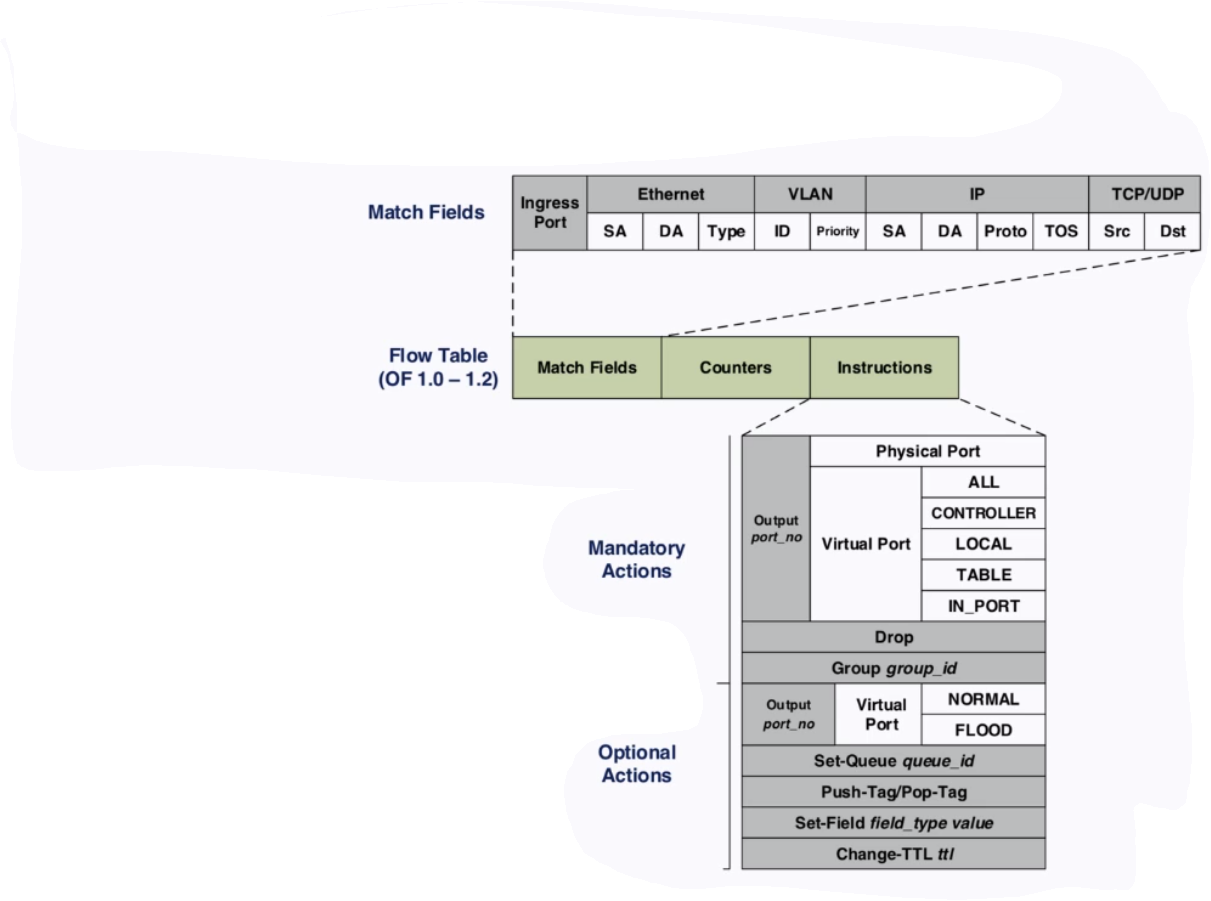 Match Fields
Ingress
Port
Ethernet
VLAN
IP
TCP/UDP
SA
DA
Type
ID
Priority
SA
DA
Proto
TOS
Src
Dst
Flow Table
(OF 1.0 – 1.2)
Match Fields
Counters
Instructions
Mandatory
Actions
Output
port_no
Physical Port
Virtual Port
ALL
CONTROLLER
LOCAL
TABLE
IN_PORT
Drop
Group group_id
Optional
Actions
Output
port_no
Virtual
Port
NORMAL
FLOOD
Set-Queue queue_id
Push-Tag/Pop-Tag
Set-Field field_type value
Change-TTL ttl